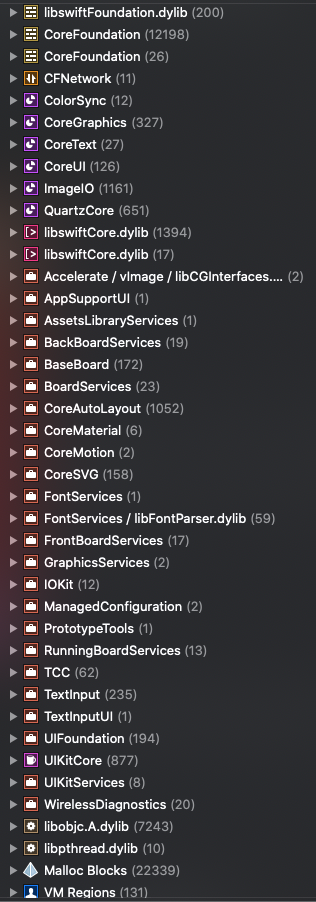 libswiftFoundation.dylib (200)
CoreFoundation (12198)
CoreFoundation (26)
CFNetwork (11)
ColorSync (12)
CoreGraphics (327)
CoreText (27)
CoreUI (126)
ImageIO (1161)
QuartzCore (651)
libswiftCore.dylib (1394)
libswiftCore.dylib (17)
Accelerate / vImage / libCGInterfaces.... (2)
AppSupportUI (1)
AssetsLibraryServices (1)
BackBoardServices (19)
BaseBoard (172)
BoardServices (23)
CoreAutoLayout (1052)
CoreMaterial (6)
CoreMotion (2)
CoreSVG (158)
FontServices (1)
FontServices / libFontParser.dylib (59)
FrontBoardServices (17)
GraphicsServices (2)
IOKit (12)
ManagedConfiguration (2)
PrototypeTools (1)
RunningBoardServices (13)
TCC (62)
TextInput (235)
TextInputUI (1)
UIFoundation (194)
UIKitCore (877)
UIKitServices (8)
WirelessDiagnostics (20)
libobjc.A.dylib (7243)
libpthread.dylib (10)
Malloc Blocks (22339)
VM Regions (131)